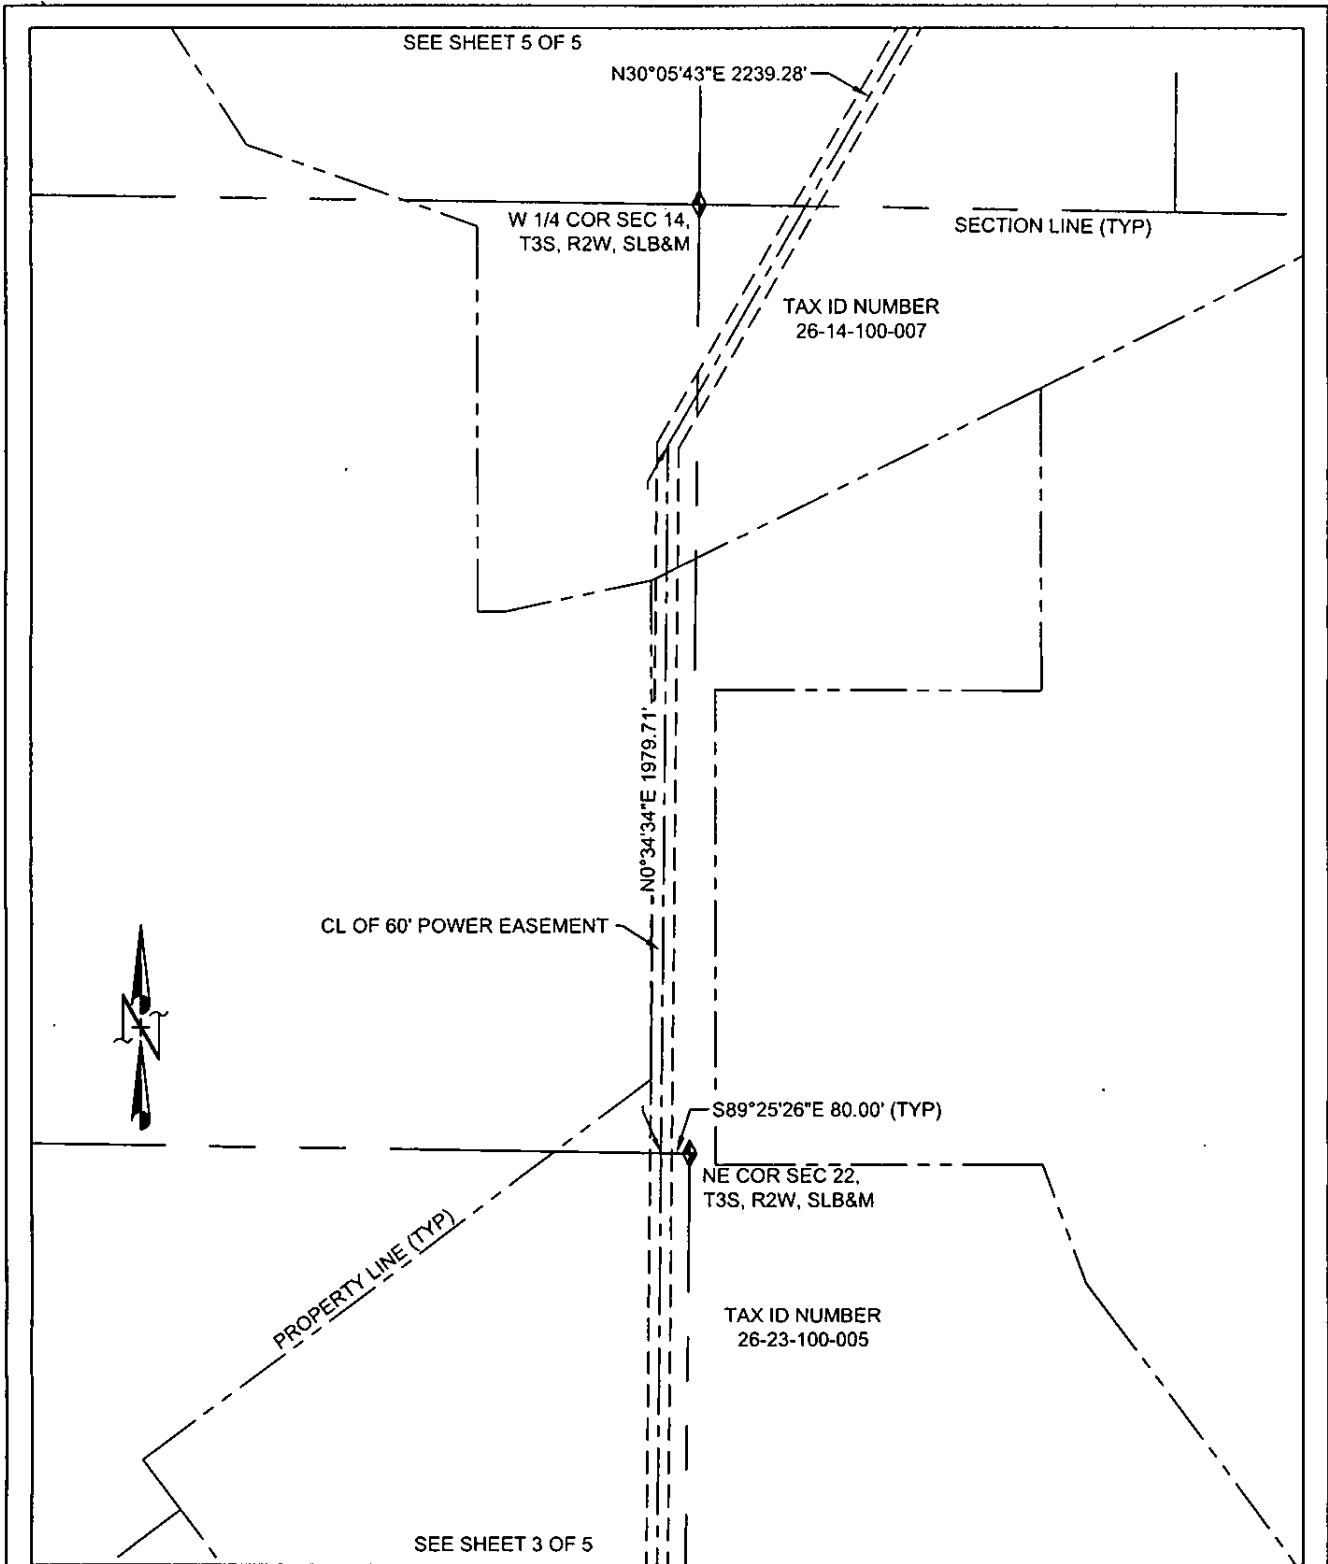 SEE SHEET 5 OF 5
N30°05'43"E 2239.28'
W 1/4 COR SEC 14,
T3S, R2W, SLB&M
SECTION LINE (TYP)
TAX ID NUMBER
26-14-100-007
N0°34'34"E 1979.71'
CL OF 60' POWER EASEMENT
N
S89°25'26"E 80.00' (TYP)
NE COR SEC 22,
T3S, R2W, SLB&M
PROPERTY LINE (TYP)
TAX ID NUMBER
26-23-100-005
SEE SHEET 3 OF 5